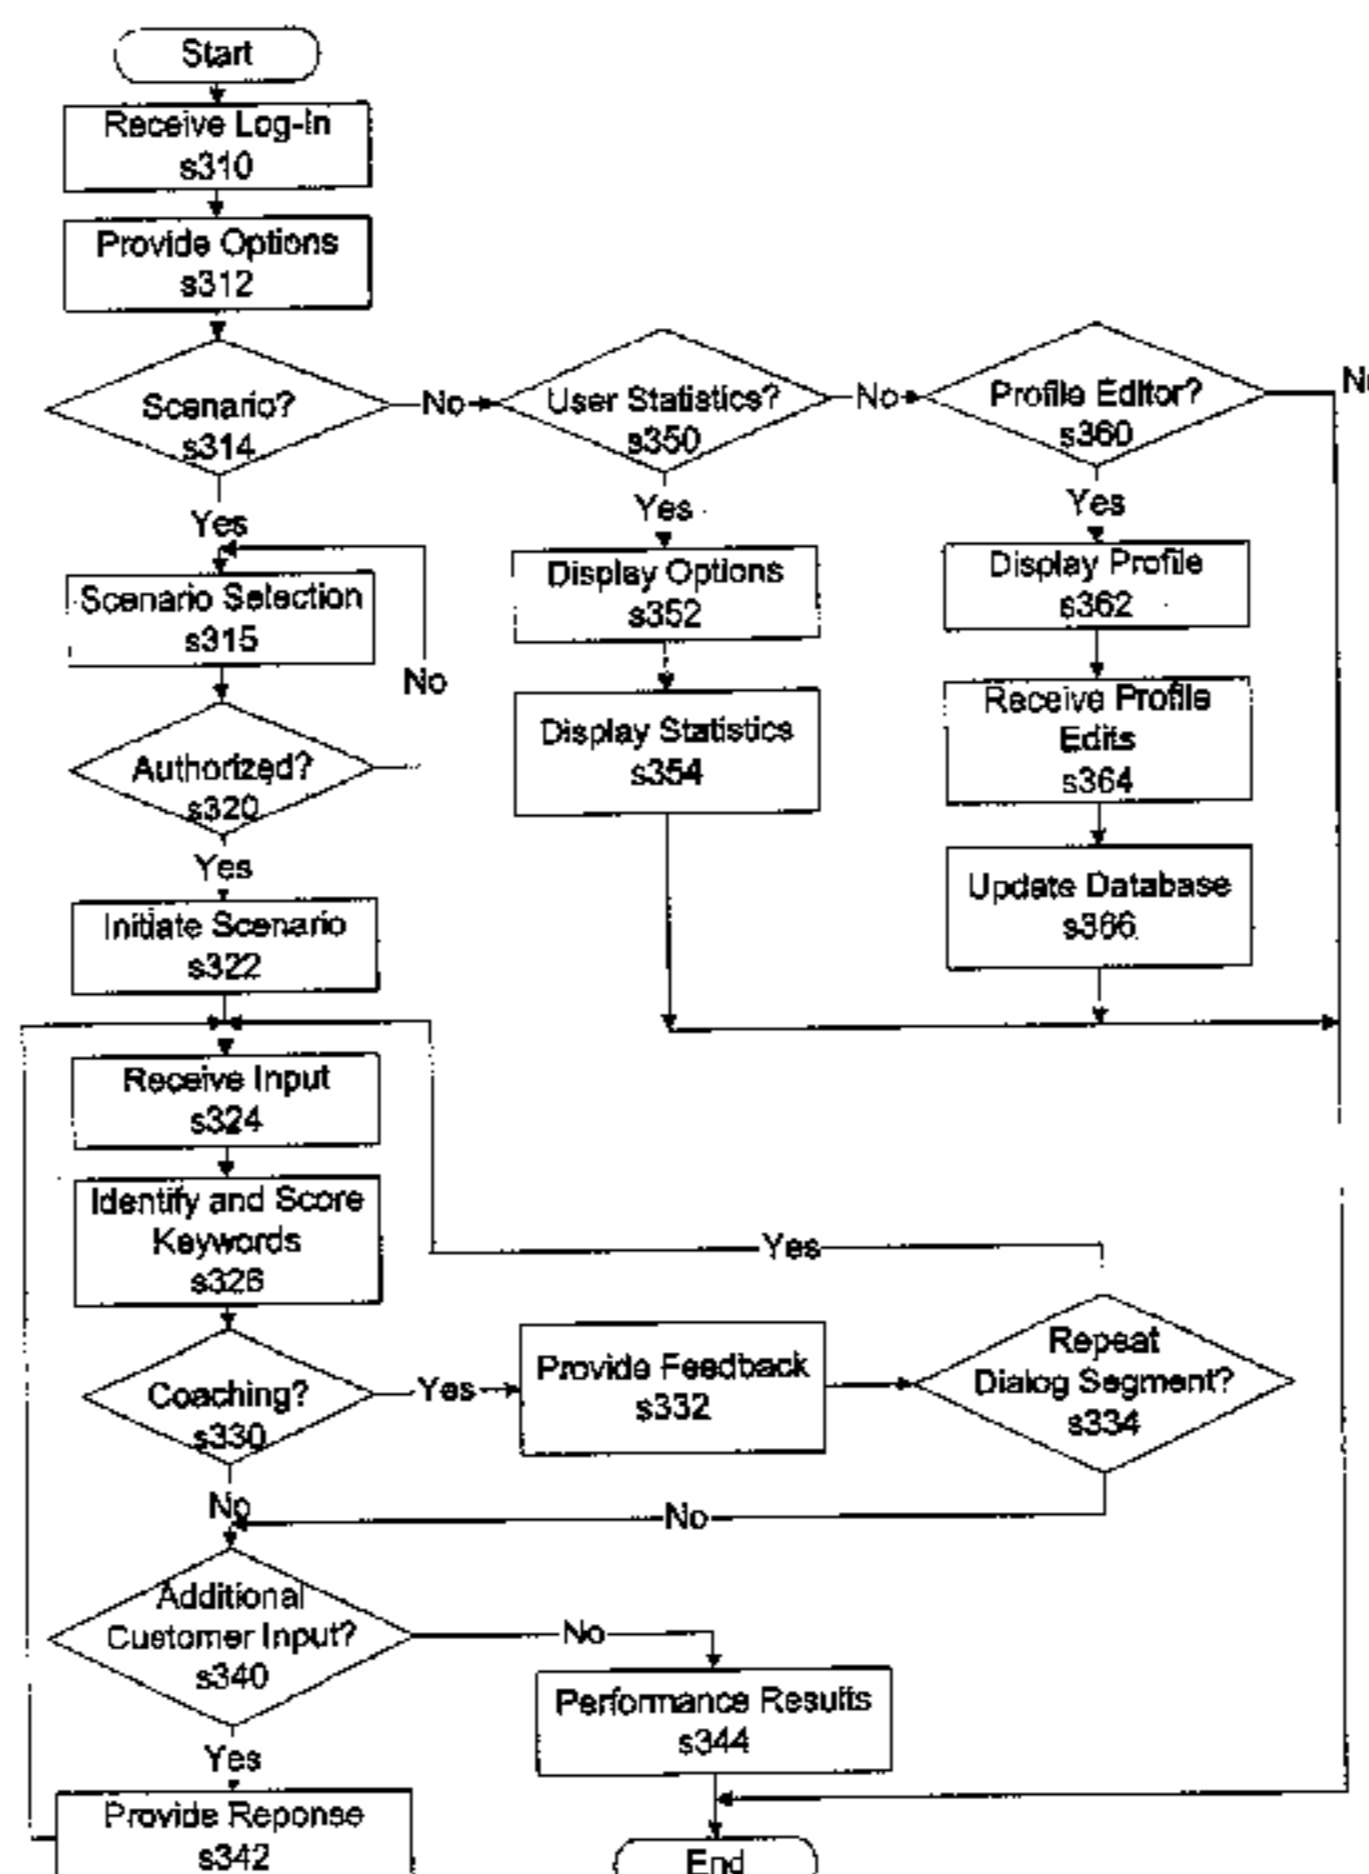 Start
Receive Log-In
s310
Provide Options
s312
Scenario?
s314
No
User Statistics?
s350
No
Profile Editor?
s360
No
Yes
Yes
Yes
Scenario Selection
s315
No
Display Options
s352
Display Profile
s362
Authorized?
s320
Display Statistics
s354
Receive Profile
Edits
s364
Yes
Initiate Scenario
s322
Update Database
s366
Receive Input
s324
Identify and Score
Keywords
s326
Yes
Coaching?
s330
Yes
Provide Feedback
s332
Repeat
Dialog Segment?
s334
No
No
Additional
Customer Input?
s340
No
Performance Results
s344
Yes
Provide Reponse
s342
End